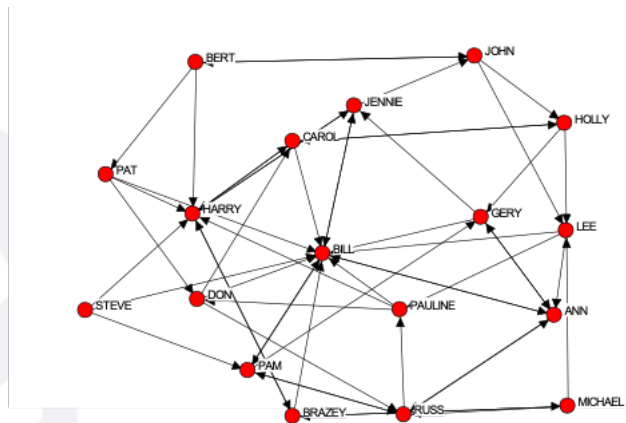 BERT
JOHN
JENNIE
HOLLY
CAROL
PAT
HARRY
GERY
LEE
BILL
STEVE
DON
PAULINE
ANN
PAM
BRAZEY
RUSS
MICHAEL